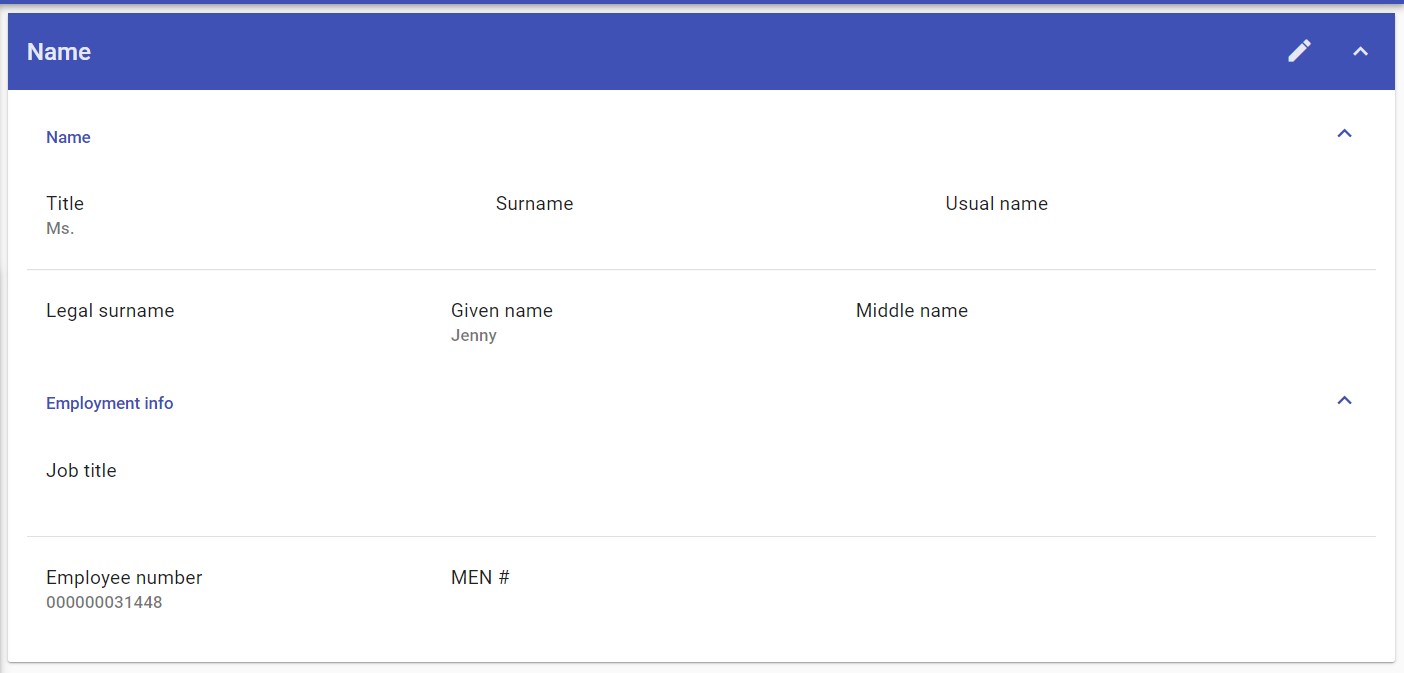 Name
Name
Title Surname Usual name
Ms.
Legal surname Given name Middle name
Jenny
Employment info
Job title
Employee number MEN #
000000031448